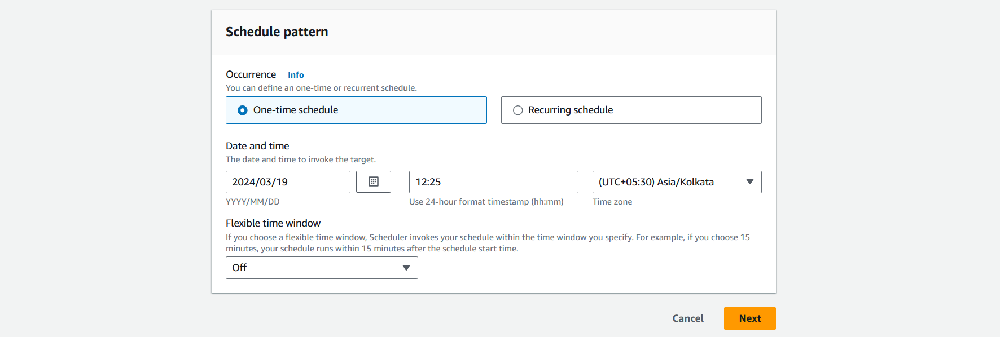 Schedule pattern
Occurrence Info
You can define an one-time or recurrent schedule.
One-time schedule Recurring schedule
Date and time
The date and time to invoke the target.
2024/03/19 12:25 (UTC+05:30) Asia/Kolkata
YYYY/MM/DD Use 24-hour format timestamp (hh:mm) Time zone
Flexible time window
If you choose a flexible time window, Scheduler invokes your schedule within the time window you specify. For example, if you choose 15
minutes, your schedule runs within 15 minutes after the schedule start time.
Off
Cancel Next